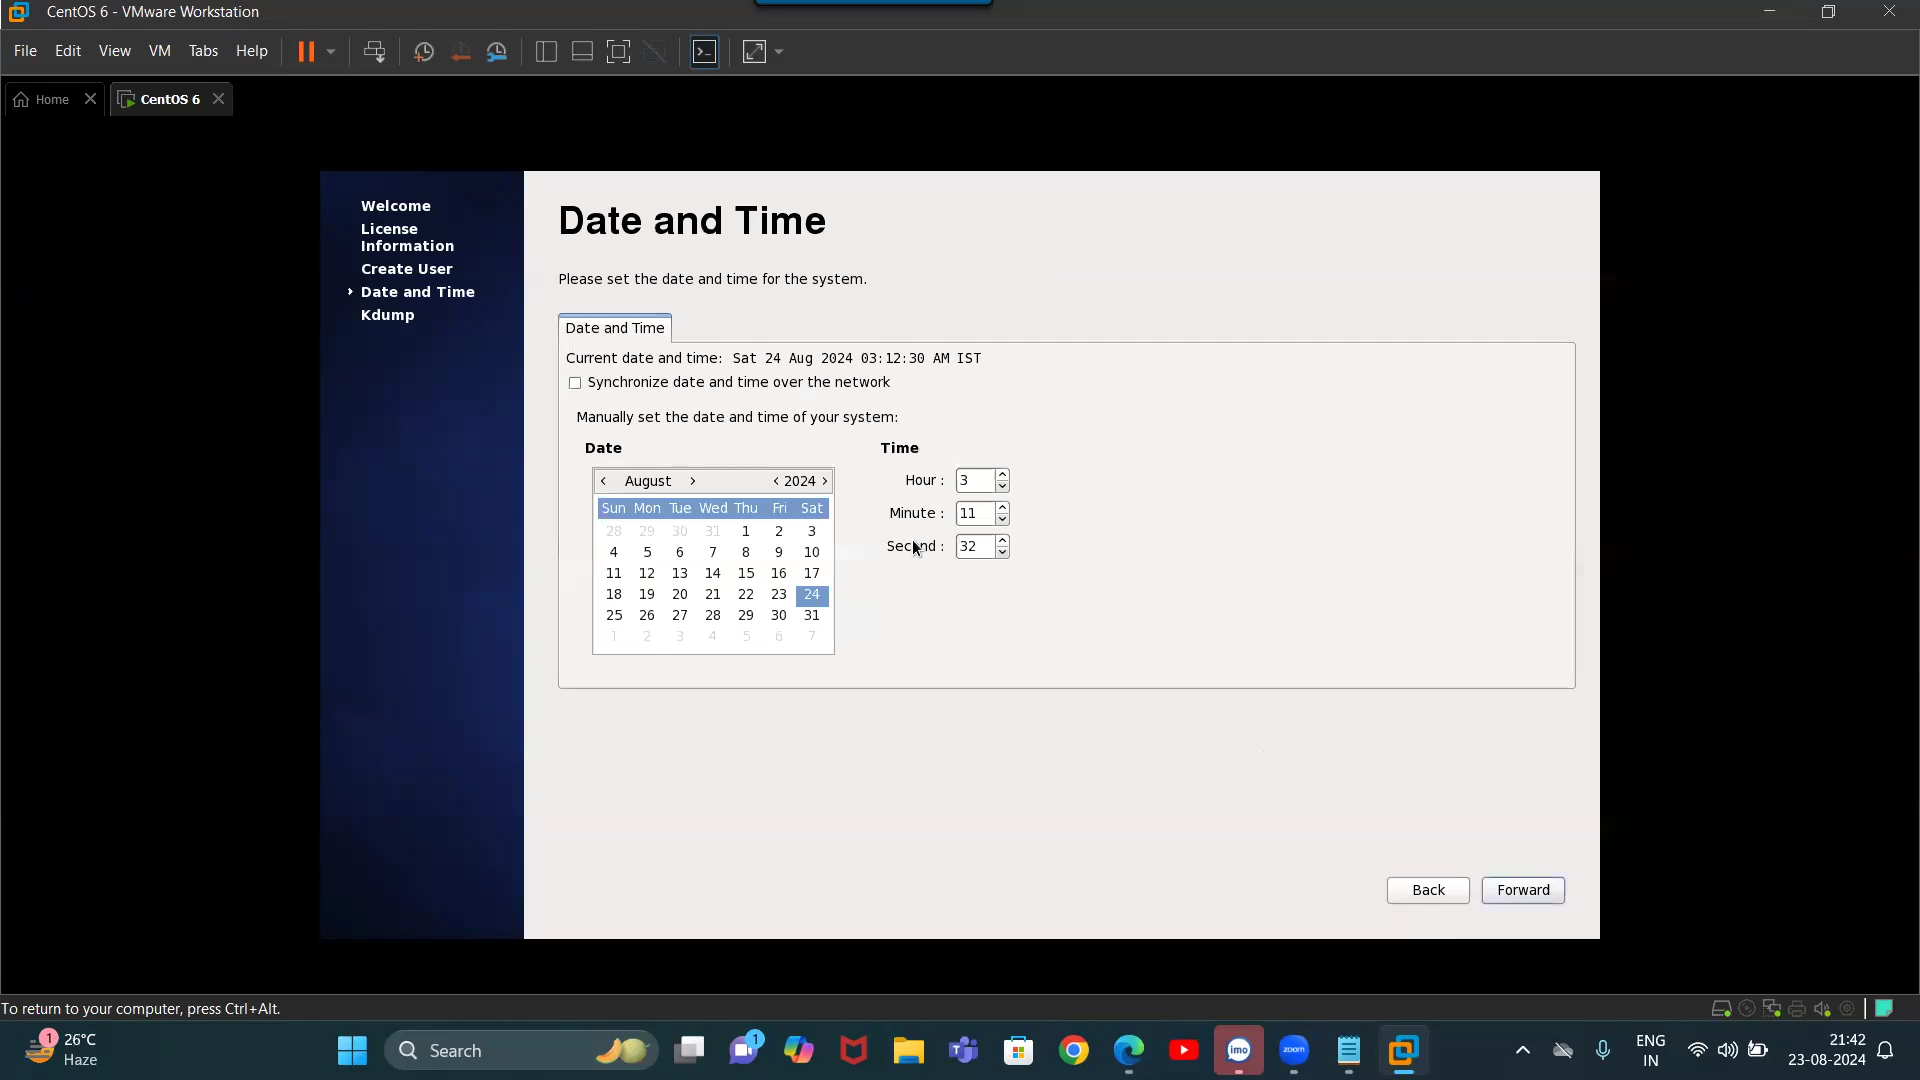 CentOS 6 - VMware Workstation
File Edit View VM Tabs Help
Home CentOS 6
Welcome
License
Information
Create User
Date and Time
Kdump
Date and Time
Please set the date and time for the system.
Date and Time
Current date and time: Sat 24 Aug 2024 03:12:30 AM IST
Synchronize date and time over the network
Manually set the date and time of your system:
Date
August 2024
Sun Mon Tue Wed Thu Fri Sat
28 29 30 31 1 2 3
4 5 6 7 8 9 10
11 12 13 14 15 16 17
18 19 20 21 22 23 24
25 26 27 28 29 30 31
1 2 3 4 5 6 7
Time
Hour : 3
Minute : 11
Second : 32
Back Forward
To return to your computer, press Ctrl+Alt.
1
26°C
Haze
Search
1
imo
zoom
ENG
IN
21:42
23-08-2024